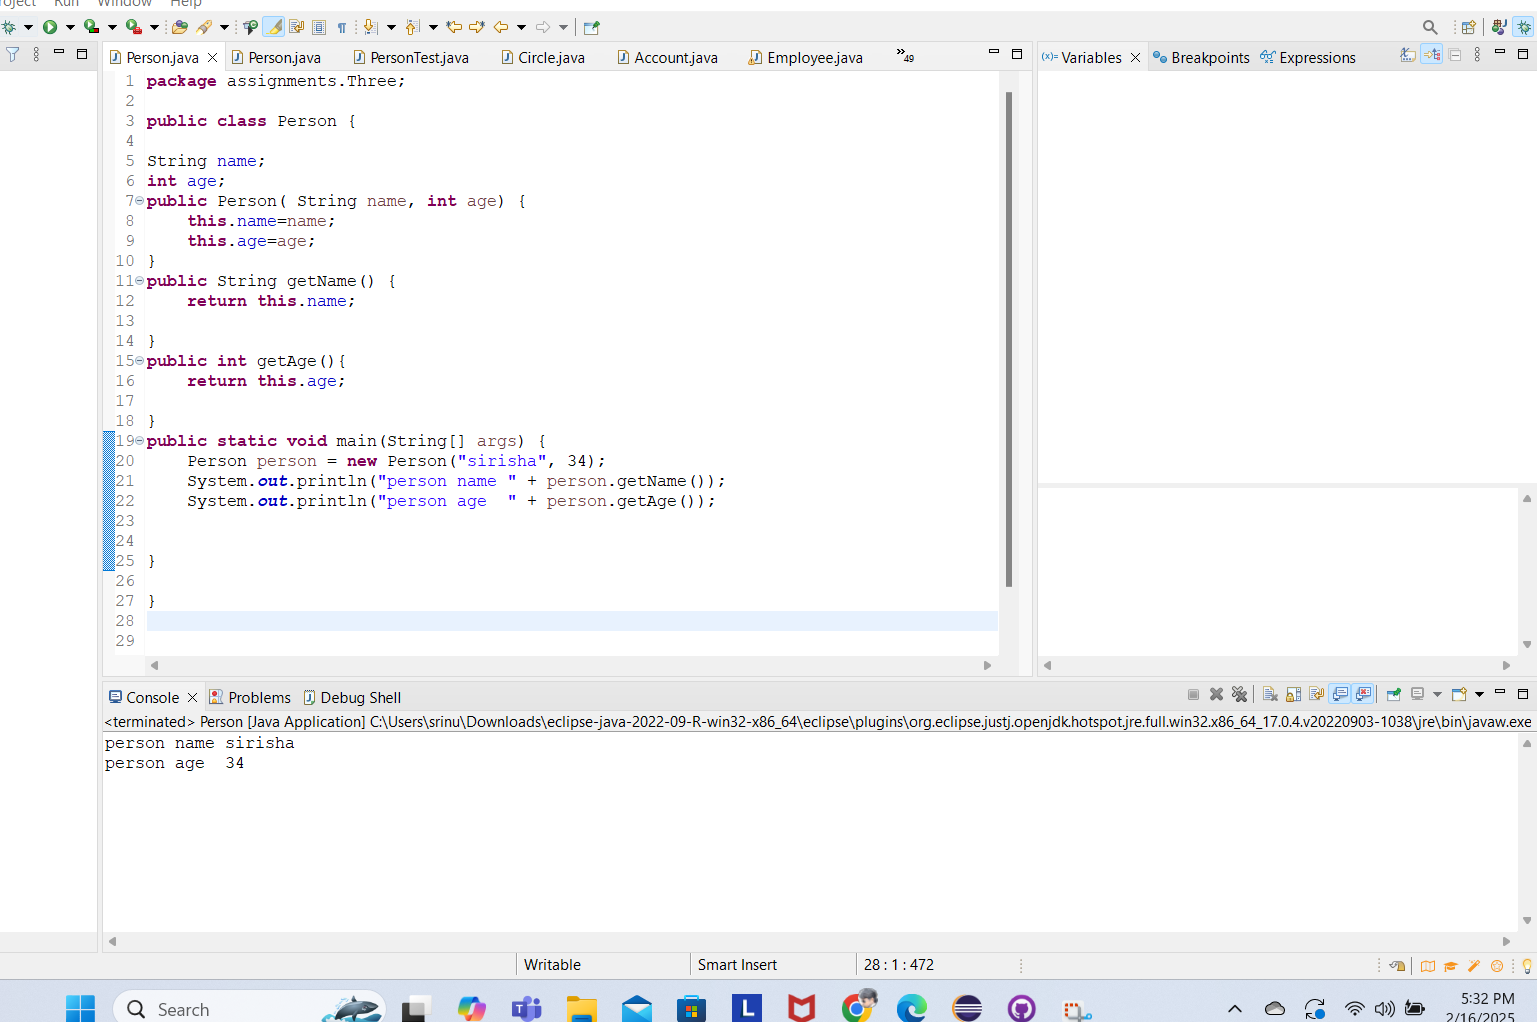 Project Run Window Help
Person.java Person.java PersonTest.java Circle.java Account.java Employee.java »49
(x)= Variables Breakpoints Expressions
1 package assignments.Three;
2
3 public class Person {
4
5 String name;
6 int age;
7 public Person( String name, int age) {
8 this.name=name;
9 this.age=age;
10 }
11 public String getName() {
12 return this.name;
13
14 }
15 public int getAge(){
16 return this.age;
17
18 }
19 public static void main(String[] args) {
20 Person person = new Person("sirisha", 34);
21 System.out.println("person name " + person.getName());
22 System.out.println("person age  " + person.getAge());
23
24
25 }
26
27 }
28
29
Console Problems Debug Shell
<terminated> Person [Java Application] C:\Users\srinu\Downloads\eclipse-java-2022-09-R-win32-x86_64\eclipse\plugins\org.eclipse.justj.openjdk.hotspot.jre.full.win32.x86_64_17.0.4.v20220903-1038\jre\bin\javaw.exe
person name sirisha
person age  34
Writable Smart Insert 28 : 1 : 472
Search
5:32 PM
2/16/2025